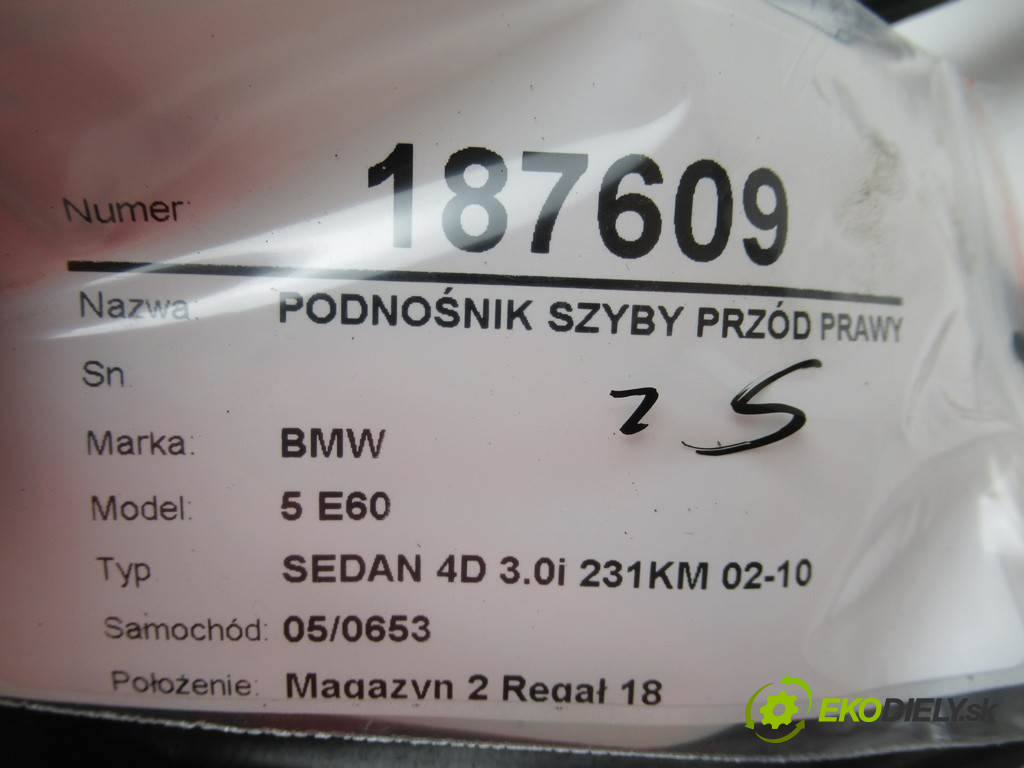 Numer: 187609
Nazwa: PODNOŚNIK SZYBY PRZÓD PRAWY
Sn
Marka: BMW
Model: 5 E60
Typ SEDAN 4D 3.0i 231KM 02-10
Samochód: 05/0653
Położenie: Magazyn 2 Regał 18
EKODIELY.sk